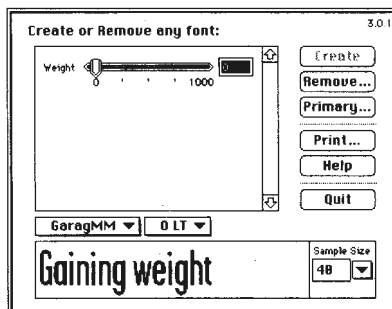 3.0.1
Create or Remove any font:
Weight
0
0 1000
Create
Remove...
Primary...
Print...
Help
Quit
GaragMM 0 LT
Gaining weight
Sample Size
48